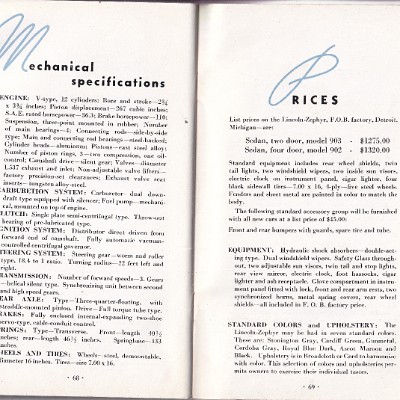 Mechanical
specifications
ENGINE: V-type, 12 cylinders: Bore and stroke—2¾
x 3¾ inches; Piston displacement—267 cubic inches
S.A.E. rated horsepower—36.3; Brake horsepower—110;
Suspension, three-point mounted in rubber; Number
of main bearings—4; Connecting rods—side-by-side
type; Main and connecting rod bearings—steel-backed;
Cylinder heads—aluminum; Pistons—cast steel alloy;
Number of piston rings, 3—two compression, one oil-
control; Camshaft drive—silent gear; Valves—diameter
1.537 exhaust and inlet; Non-adjustable valve lifters—
factory precision-set clearances; Exhaust valve seat
inserts—tungsten alloy-steel.
CARBURETION SYSTEM: Carburetor dual down-
draft type equipped with silencer; Fuel pump—mechani-
cal, mounted on top of engine.
CLUTCH: Single plate semi-centrifugal type. Throw-out
bearing of pre-lubricated type.
IGNITION SYSTEM: Distributor direct driven from
forward end of camshaft. Fully automatic vacuum-
controlled centrifugal governor.
STEERING SYSTEM: Steering gear—worm and roller
type, 18.4 to 1 ratio. Turning radius—22 feet left and
right.
TRANSMISSION: Number of forward speeds—3. Gears
—helical silent type. Synchronizing unit between second
and high speed gears.
REAR AXLE: Type—Three-quarter-floating, with
straddle-mounted pinion. Drive—Full torque tube type.
BRAKES: Fully enclosed internal-expanding two-shoe
servo-type, cable-conduit control.
SPRINGS: Type—Transverse. Front—length 40⅜
inches; rear—length 46½ inches. Springbase—133
inches.
WHEELS AND TIRES: Wheels—steel, demountable,
diameter 16 inches. Tires—size 7.00 x 16.
- 68 -
PRICES
List prices on the Lincoln-Zephyr, F.O.B. factory, Detroit,
Michigan—are:
Sedan, two door, model 903 - $1275.00
Sedan, four door, model 902 - $1320.00
Standard equipment includes rear wheel shields, twin
tail lights, two windshield wipers, two inside sun visors,
electric clock on instrument panel, cigar lighter, four
black sidewall tires—7.00 x 16, 4-ply—five steel wheels.
Fenders and sheet metal are painted in color to match the
body.
The following standard accessory group will be furnished
with all new cars at a list price of $45.00:
Front and rear bumpers with guards, spare tire and tube.
EQUIPMENT: Hydraulic shock absorbers—double-act-
ing type. Dual windshield wipers. Safety Glass through-
out, two adjustable sun visors, twin tail and stop lights,
rear view mirror, electric clock, foot hassocks, cigar
lighter and ash receptacle. Glove compartment in instru-
ment panel fitted with lock, front and rear arm rests, two
synchronized horns, metal spring covers, rear wheel
shields—all included in F. O. B. factory price.
STANDARD COLORS and UPHOLSTERY: The
Lincoln-Zephyr may be had in seven standard colors.
These are: Stonington Gray, Cardiff Green, Gunmetal,
Cordoba Gray, Royal Blue Dark, Avon Maroon and
Black. Upholstery is in Broadcloth or Cord to harmonize
with color. This selection of colors and upholsteries per-
mits owners to exercise their individual tastes.
- 69 -